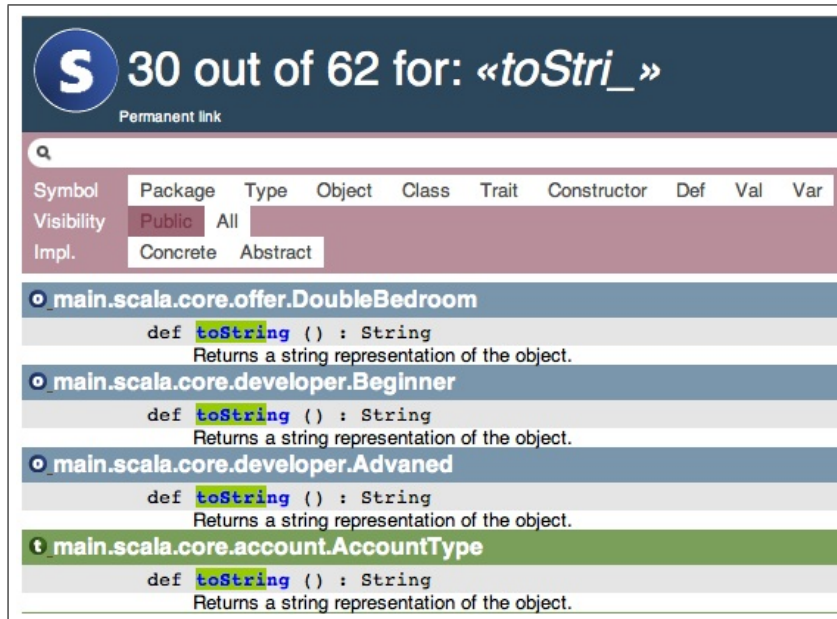 S 30 out of 62 for: «toStri_»
Permanent link
Symbol Package Type Object Class Trait Constructor Def Val Var
Visibility Public All
Impl. Concrete Abstract
o main.scala.core.offer.DoubleBedroom
def toString () : String
Returns a string representation of the object.
o main.scala.core.developer.Beginner
def toString () : String
Returns a string representation of the object.
o main.scala.core.developer.Advaned
def toString () : String
Returns a string representation of the object.
t main.scala.core.account.AccountType
def toString () : String
Returns a string representation of the object.